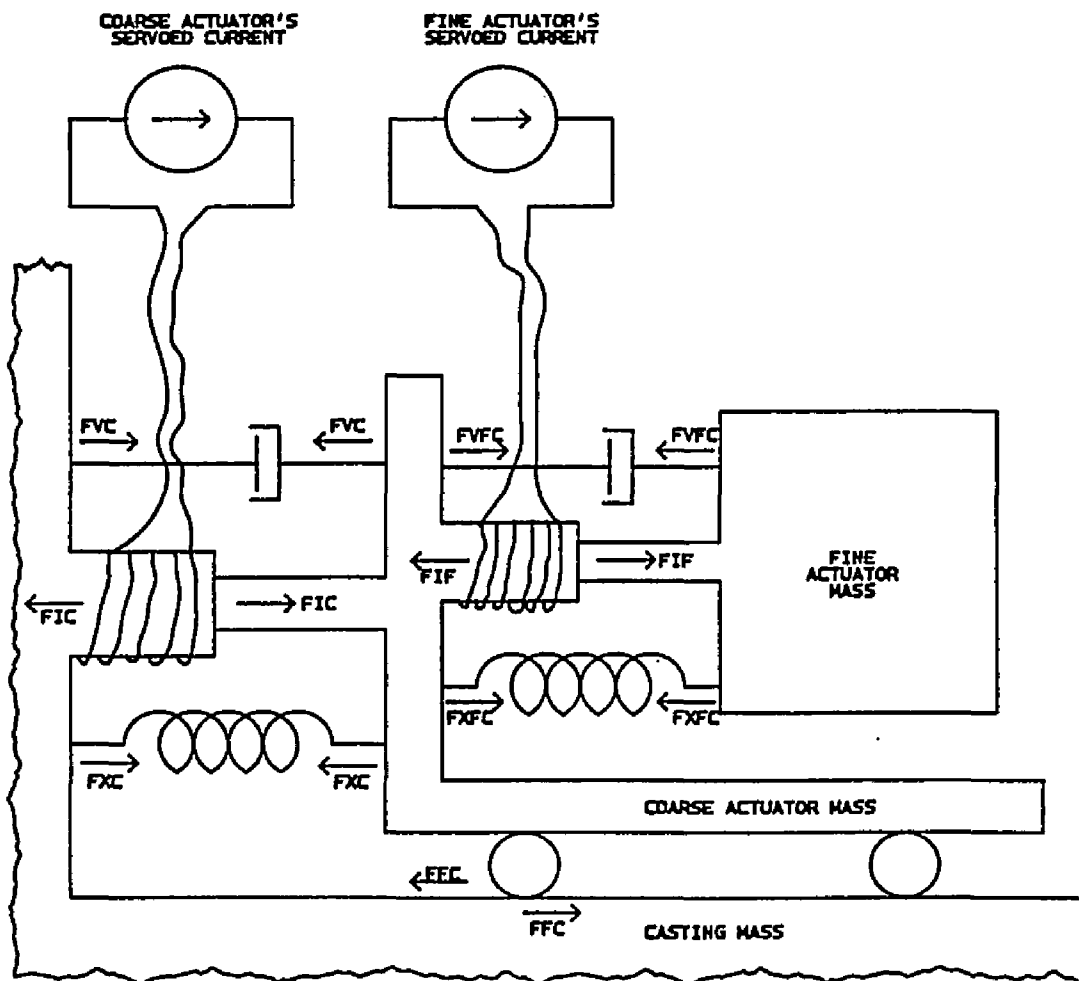 COARSE ACTUATOR'S
SERVOED CURRENT
FINE ACTUATOR'S
SERVOED CURRENT
FVC
FVC
FVFC
FVFC
FIC
FIC
FIF
FIF
FINE
ACTUATOR
MASS
FXFC
FXFC
FXC
FXC
COARSE ACTUATOR MASS
FFC
FFC
CASTING MASS